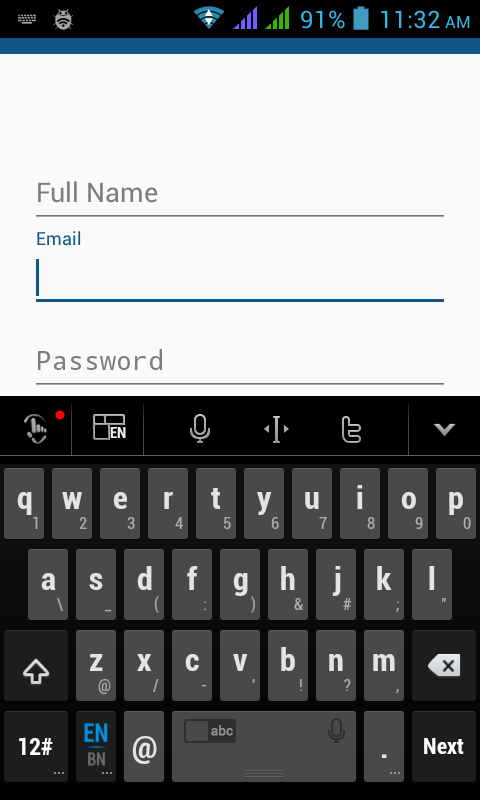 91% 11:32 AM
Full Name
Email
Password
EN
q w e r t y u i o p
1 2 3 4 5 6 7 8 9 0
a s d f g h j k l
\ _ ( : ) & # ; "
z x c v b n m
@ / - ' ! ? ,
12# EN BN @ abc . Next
... ... ...